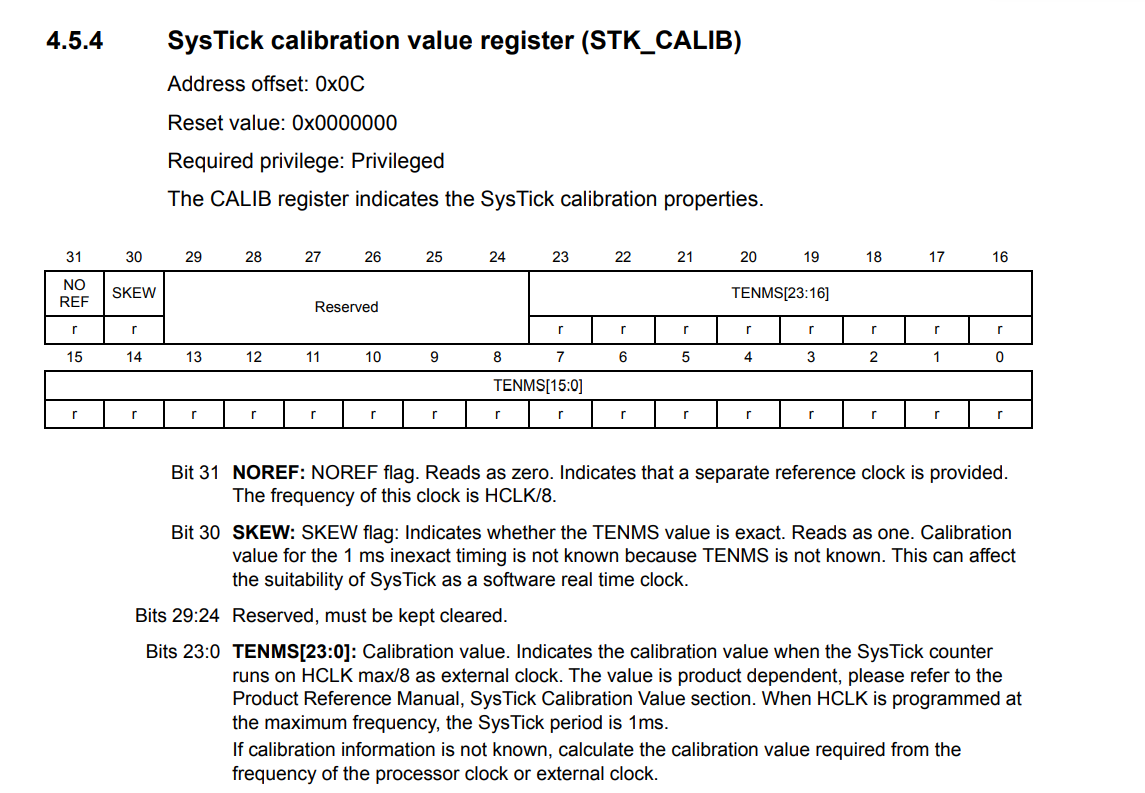 4.5.4 SysTick calibration value register (STK_CALIB)
Address offset: 0x0C
Reset value: 0x0000000
Required privilege: Privileged
The CALIB register indicates the SysTick calibration properties.
31 30 29 28 27 26 25 24 23 22 21 20 19 18 17 16
NO REF SKEW Reserved TENMS[23:16]
r r r r r r r r r r
15 14 13 12 11 10 9 8 7 6 5 4 3 2 1 0
TENMS[15:0]
r r r r r r r r r r r r r r r r
Bit 31 NOREF: NOREF flag. Reads as zero. Indicates that a separate reference clock is provided.
The frequency of this clock is HCLK/8.
Bit 30 SKEW: SKEW flag: Indicates whether the TENMS value is exact. Reads as one. Calibration
value for the 1 ms inexact timing is not known because TENMS is not known. This can affect
the suitability of SysTick as a software real time clock.
Bits 29:24 Reserved, must be kept cleared.
Bits 23:0 TENMS[23:0]: Calibration value. Indicates the calibration value when the SysTick counter
runs on HCLK max/8 as external clock. The value is product dependent, please refer to the
Product Reference Manual, SysTick Calibration Value section. When HCLK is programmed at
the maximum frequency, the SysTick period is 1ms.
If calibration information is not known, calculate the calibration value required from the
frequency of the processor clock or external clock.